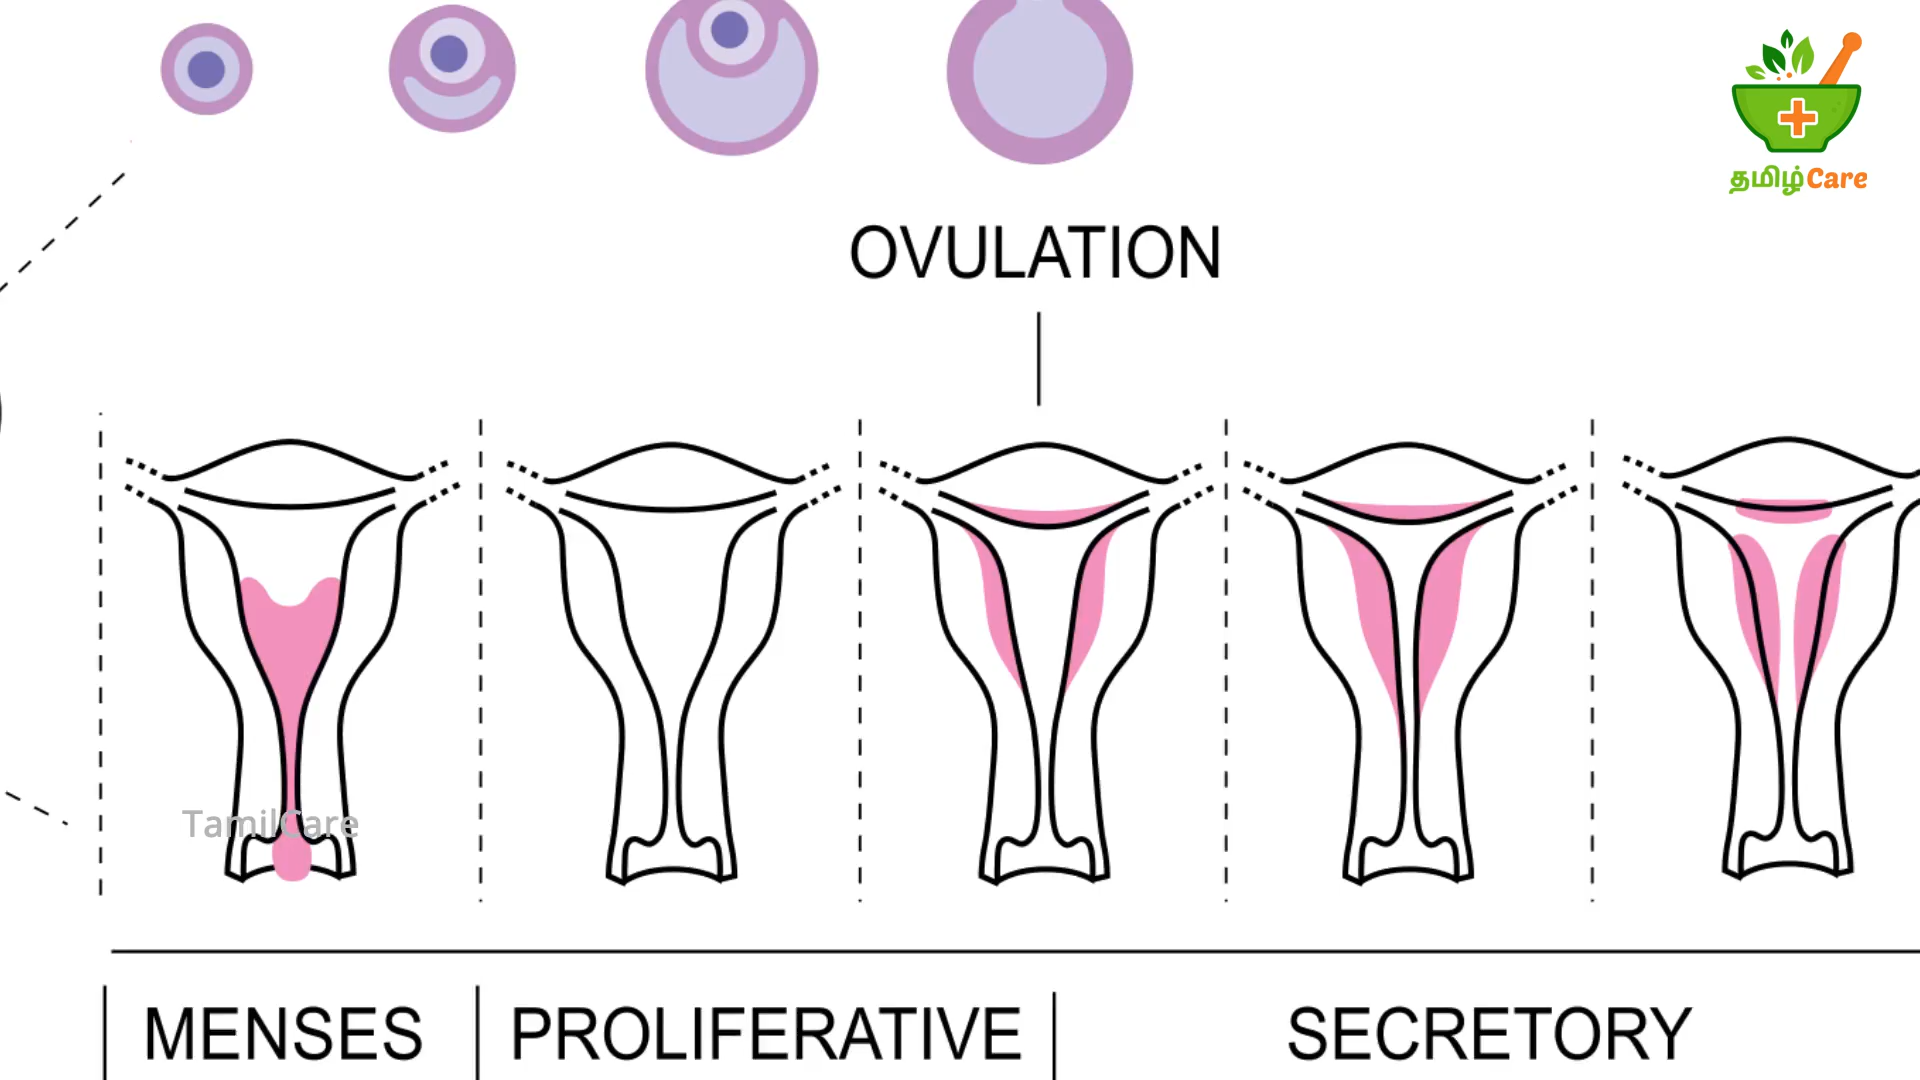 தமிழ்Care
OVULATION
TamilCare
MENSES
PROLIFERATIVE
SECRETORY